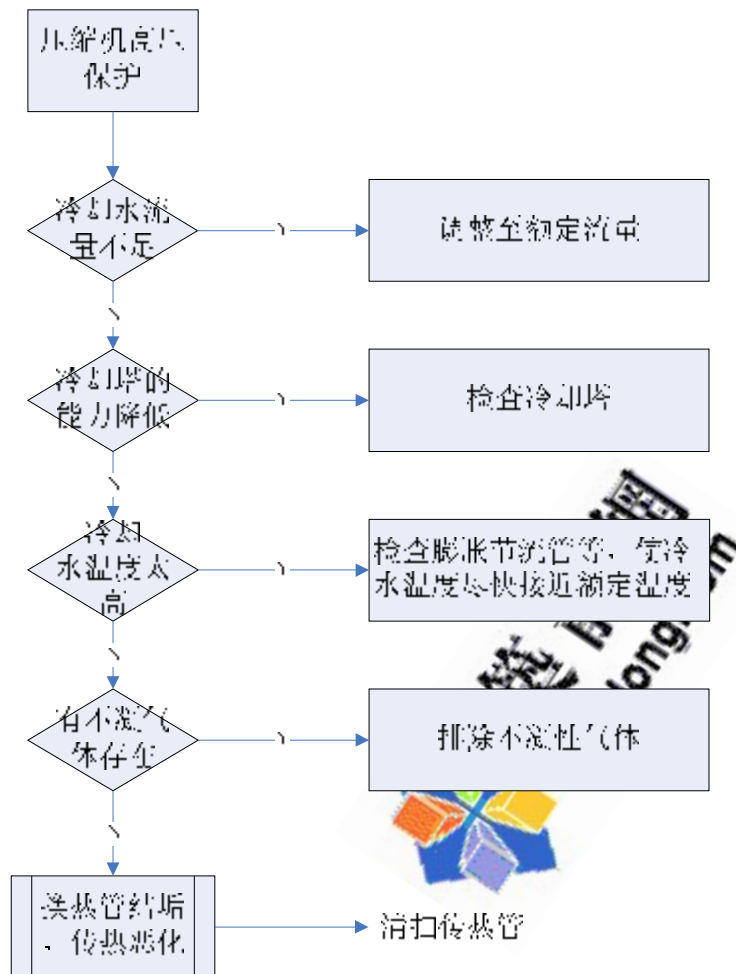 压缩机高压
保护
冷却水流
量不足
调整至额定流量
冷却塔的
能力降低
检查冷却塔
冷却
水温度太
高
检查膨胀节流管等，使冷
水温度尽快接近额定温度
有不凝气
体存在
排除不凝性气体
换热管结垢
、传热恶化
清扫传热管